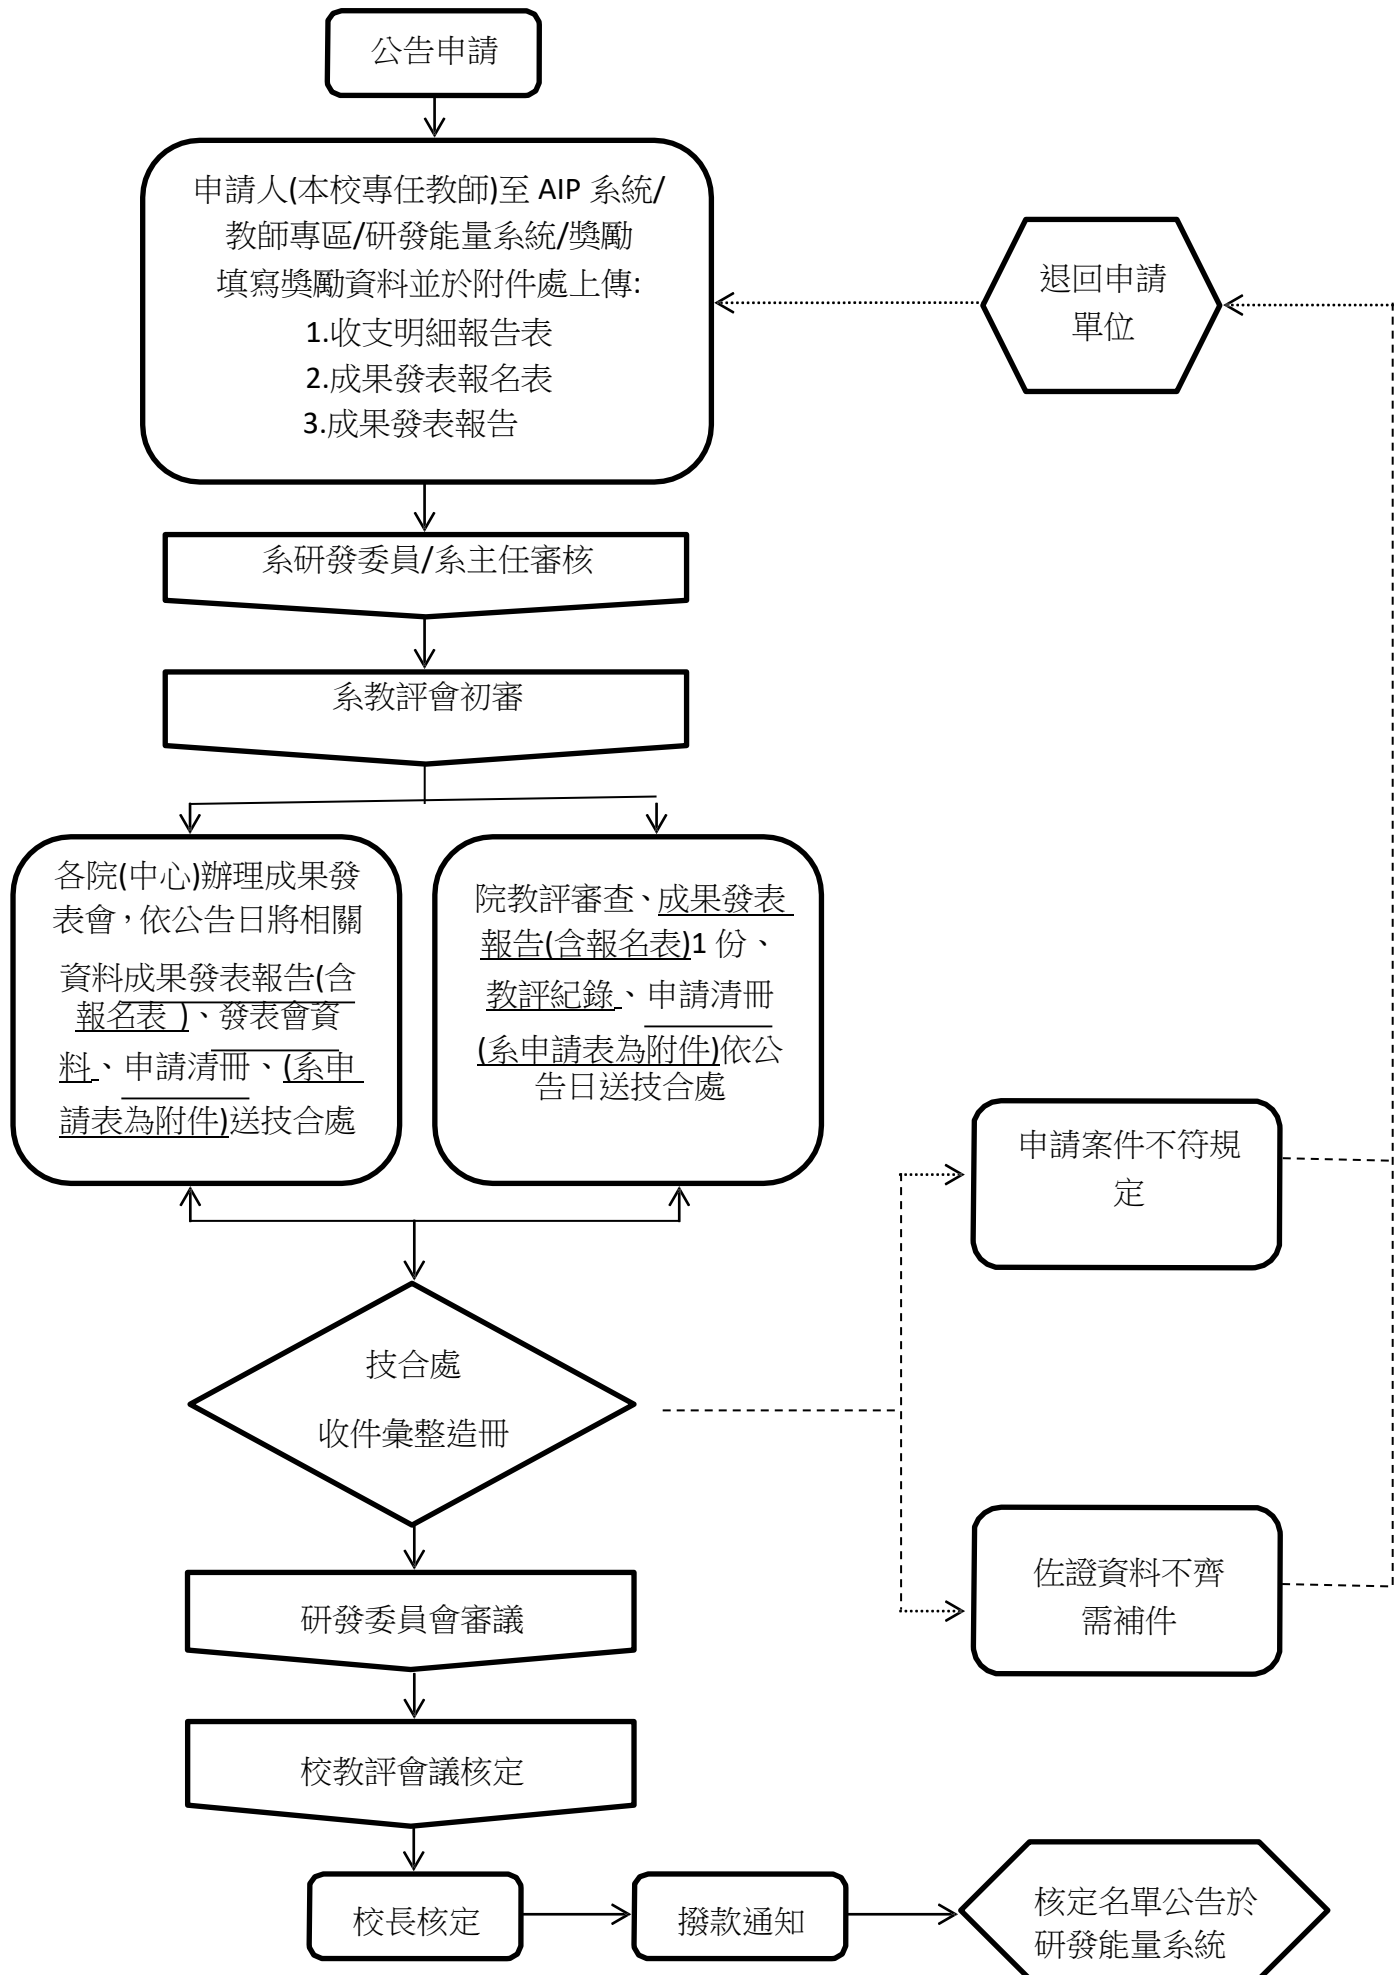 公告申請
申請人(本校專任教師)至 AIP 系統/
教師專區/研發能量系統/獎勵
填寫獎勵資料並於附件處上傳:
1.收支明細報告表
2.成果發表報名表
3.成果發表報告
退回申請
單位
系研發委員/系主任審核
系教評會初審
各院(中心)辦理成果發
表會，依公告日將相關
資料成果發表報告(含
報名表 )、發表會資
料、申請清冊、(系申
請表為附件)送技合處
院教評審查、成果發表
報告(含報名表)1 份、
教評紀錄、申請清冊
(系申請表為附件)依公
告日送技合處
申請案件不符規
定
技合處
收件彙整造冊
佐證資料不齊
需補件
研發委員會審議
校教評會議核定
校長核定
撥款通知
核定名單公告於
研發能量系統